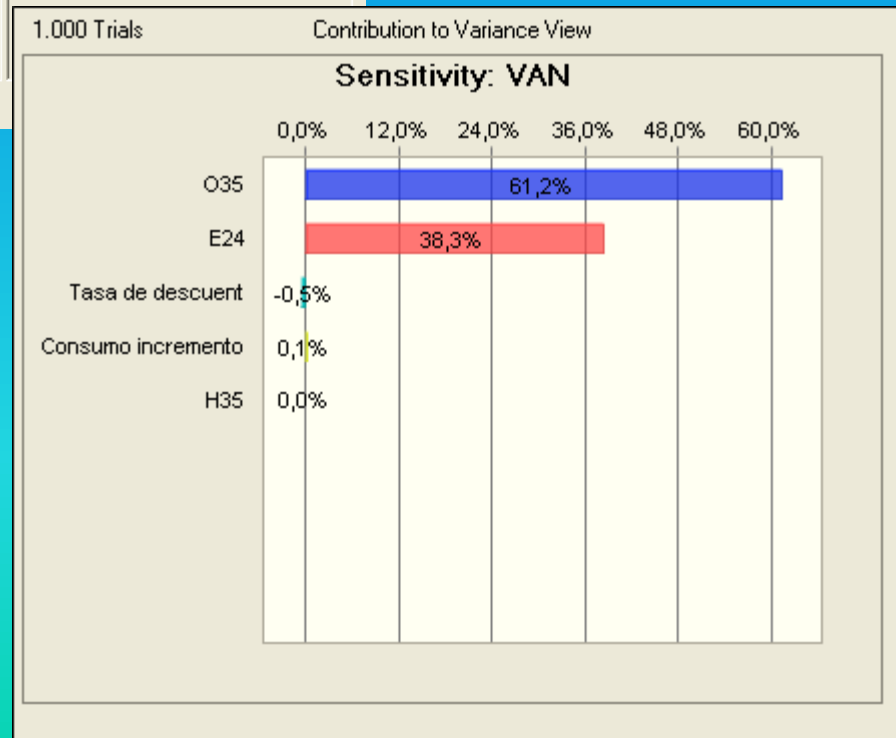 1.000 Trials Contribution to Variance View
Sensitivity: VAN
0,0% 12,0% 24,0% 36,0% 48,0% 60,0%
O35 61,2%
E24 38,3%
Tasa de descuent -0,5%
Consumo incremento 0,1%
H35 0,0%